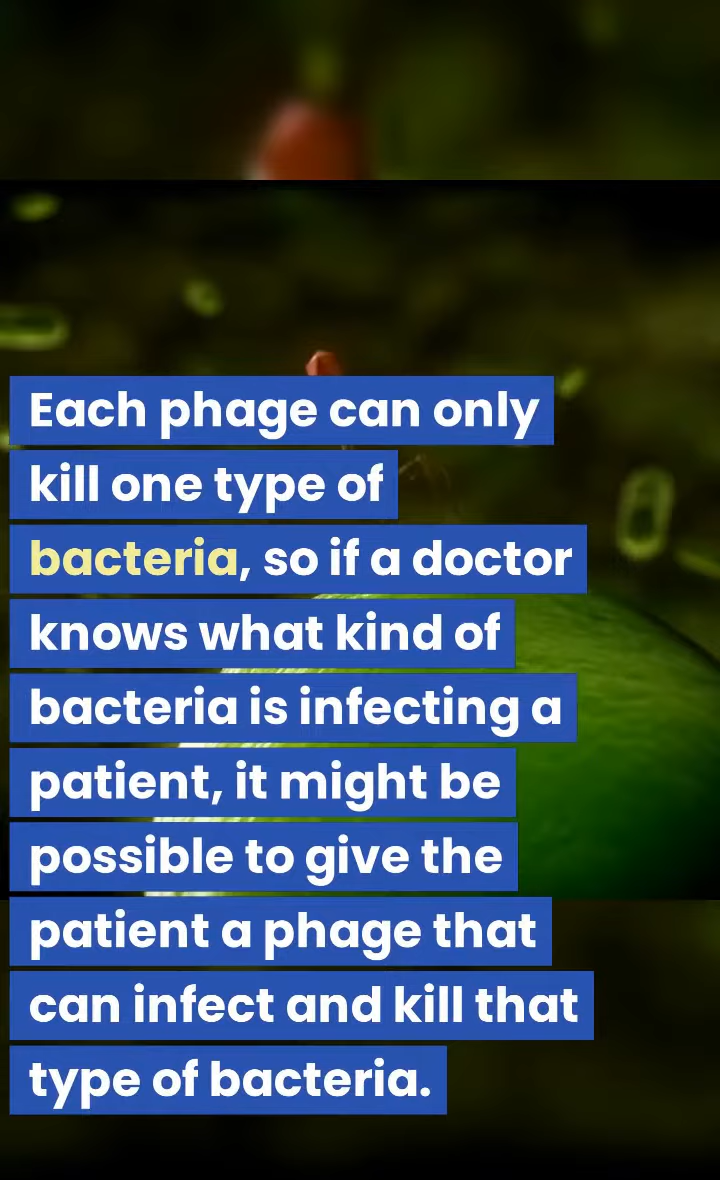 Each phage can only
kill one type of
bacteria, so if a doctor
knows what kind of
bacteria is infecting a
patient, it might be
possible to give the
patient a phage that
can infect and kill that
type of bacteria.